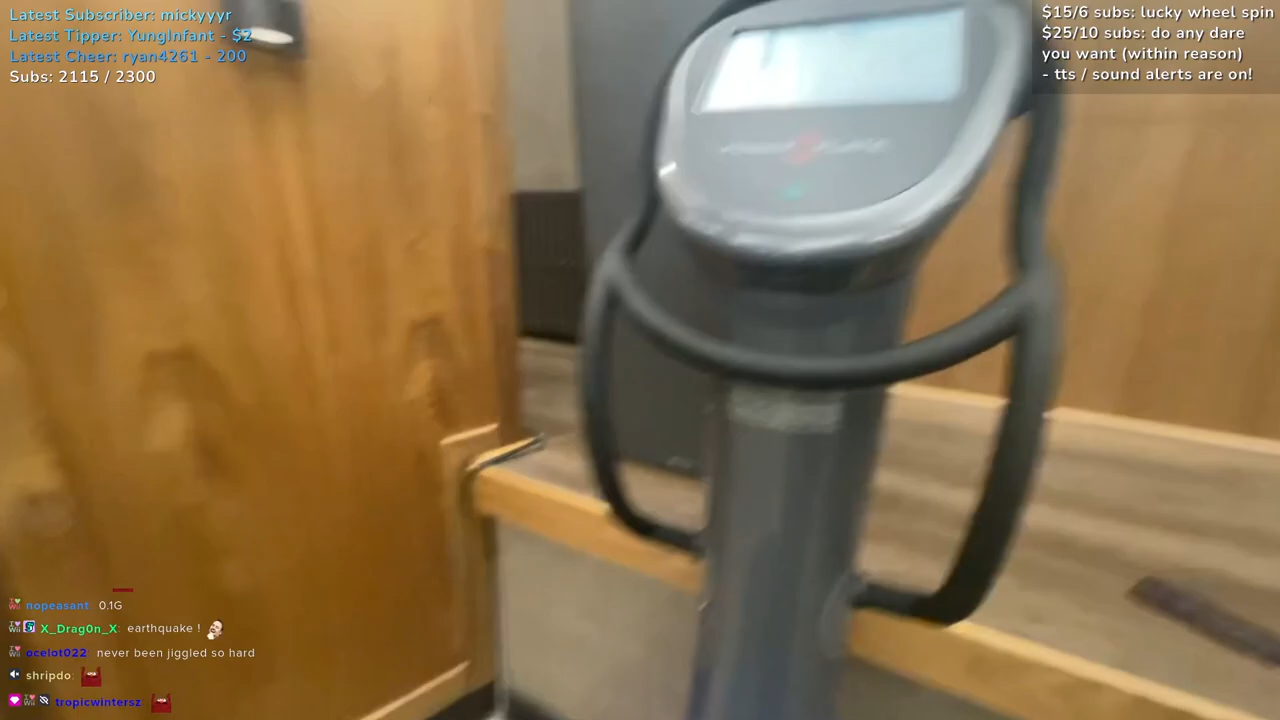 Latest Subscriber: mickyyyr
Latest Tipper: YungInfant - $2
Latest Cheer: ryan4261 - 200
Subs: 2115 / 2300
$15/6 subs: lucky wheel spin
$25/10 subs: do any dare
you want (within reason)
- tts / sound alerts are on!
nopeasant: 0.1G
X_Drag0n_X: earthquake !
ocelot022: never been jiggled so hard
shripdo:
tropicwintersz: